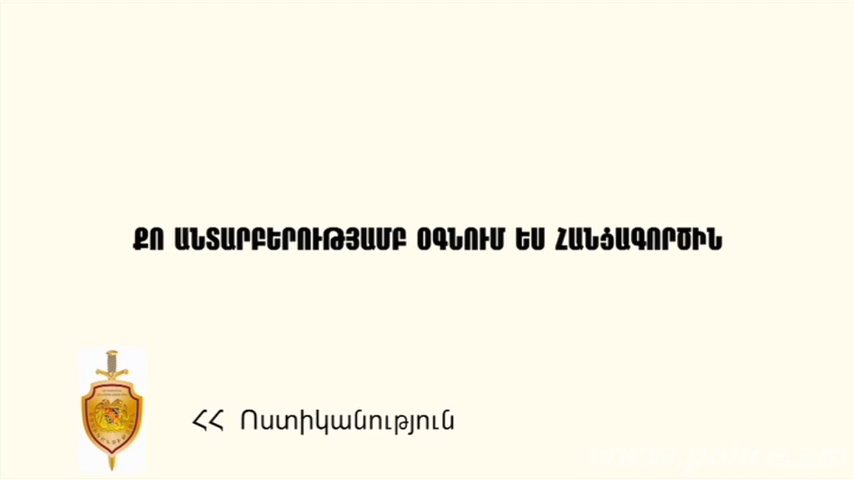 ՔՈ ԱՆՏԱՐԲԵՐՈՒԹՅԱՄԲ ՕԳՆՈՒՄ ԵՍ ՀԱՆՑԱԳՈՐԾԻՆ
ՀՀ Ոստիկանություն